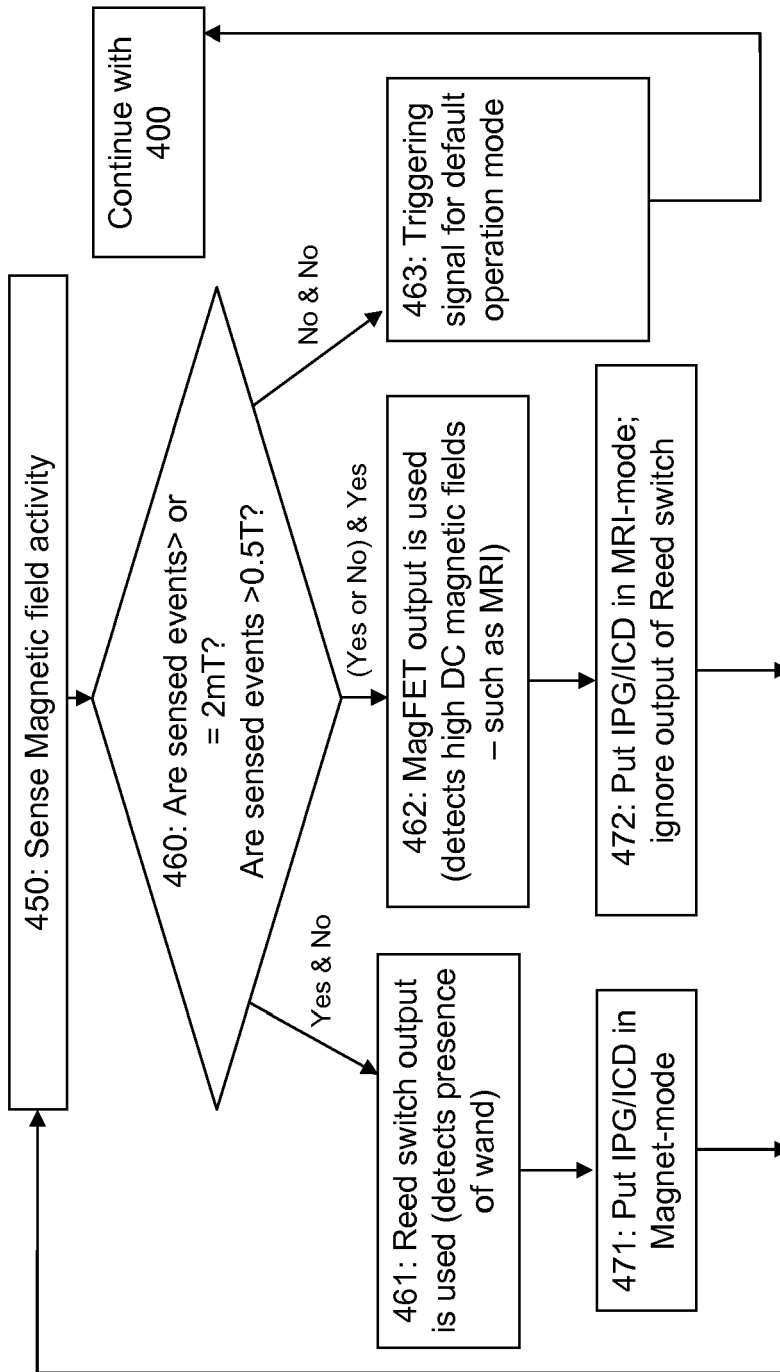 450: Sense Magnetic field activity
Continue with
400
460: Are sensed events> or
= 2mT?
Are sensed events >0.5T?
Yes & No
(Yes or No) & Yes
No & No
461: Reed switch output
is used (detects presence
of wand)
462: MagFET output is used
(detects high DC magnetic fields
– such as MRI)
463: Triggering
signal for default
operation mode
471: Put IPG/ICD in
Magnet-mode
472: Put IPG/ICD in MRI-mode;
ignore output of Reed switch